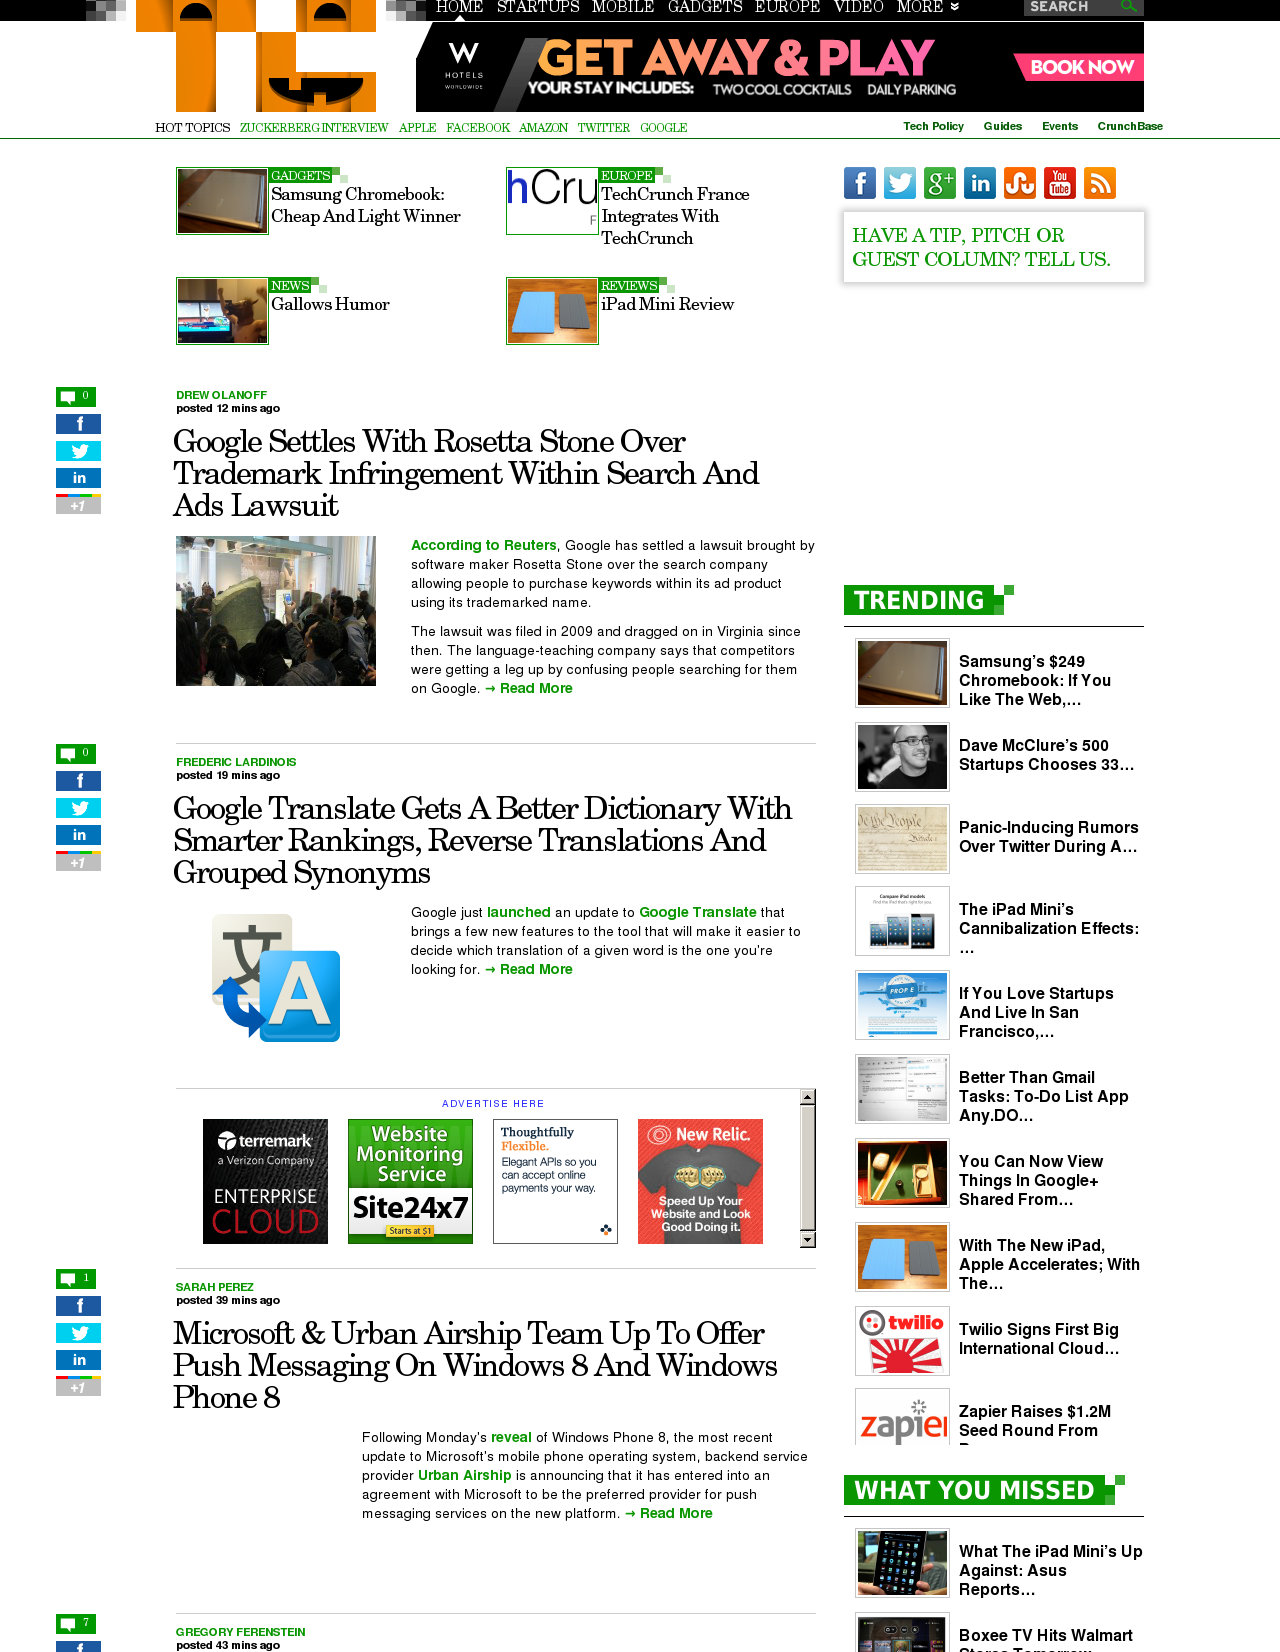 HOME STARTUPS MOBILE GADGETS EUROPE VIDEO MORE SEARCH
W
HOTELS
WORLDWIDE
GET AWAY & PLAY
YOUR STAY INCLUDES: TWO COOL COCKTAILS DAILY PARKING
BOOK NOW
HOT TOPICS ZUCKERBERG INTERVIEW APPLE FACEBOOK AMAZON TWITTER GOOGLE
Tech Policy Guides Events CrunchBase
GADGETS
Samsung Chromebook:
Cheap And Light Winner
hCru
F
EUROPE
TechCrunch France
Integrates With
TechCrunch
You
Tube
HAVE A TIP, PITCH OR
GUEST COLUMN? TELL US.
NEWS
Gallows Humor
REVIEWS
iPad Mini Review
0
+1
DREW OLANOFF
posted 12 mins ago
Google Settles With Rosetta Stone Over
Trademark Infringement Within Search And
Ads Lawsuit
According to Reuters, Google has settled a lawsuit brought by
software maker Rosetta Stone over the search company
allowing people to purchase keywords within its ad product
using its trademarked name.
The lawsuit was filed in 2009 and dragged on in Virginia since
then. The language-teaching company says that competitors
were getting a leg up by confusing people searching for them
on Google. → Read More
0
+1
FREDERIC LARDINOIS
posted 19 mins ago
Google Translate Gets A Better Dictionary With
Smarter Rankings, Reverse Translations And
Grouped Synonyms
文
A
Google just launched an update to Google Translate that
brings a few new features to the tool that will make it easier to
decide which translation of a given word is the one you're
looking for. → Read More
ADVERTISE HERE
terremark
a Verizon Company
ENTERPRISE
CLOUD
Website
Monitoring
Service
Site24x7
Starts at $1
Thoughtfully
Flexible.
Elegant APIs so you
can accept online
payments your way.
New Relic.
Speed Up Your
Website and Look
Good Doing it.
1
+1
SARAH PEREZ
posted 39 mins ago
Microsoft & Urban Airship Team Up To Offer
Push Messaging On Windows 8 And Windows
Phone 8
Following Monday's reveal of Windows Phone 8, the most recent
update to Microsoft's mobile phone operating system, backend service
provider Urban Airship is announcing that it has entered into an
agreement with Microsoft to be the preferred provider for push
messaging services on the new platform. → Read More
7
GREGORY FERENSTEIN
posted 43 mins ago
TRENDING
Samsung's $249
Chromebook: If You
Like The Web,…
Dave McClure's 500
Startups Chooses 33…
Panic-Inducing Rumors
Over Twitter During A…
Compare iPad models
The iPad Mini's
Cannibalization Effects:
…
PROP E
If You Love Startups
And Live In San
Francisco,…
Better Than Gmail
Tasks: To-Do List App
Any.DO…
You Can Now View
Things In Google+
Shared From…
With The New iPad,
Apple Accelerates; With
The…
twilio
Twilio Signs First Big
International Cloud…
zapier
Zapier Raises $1.2M
Seed Round From
WHAT YOU MISSED
What The iPad Mini's Up
Against: Asus
Reports…
Boxee TV Hits Walmart
Stores Tomorrow